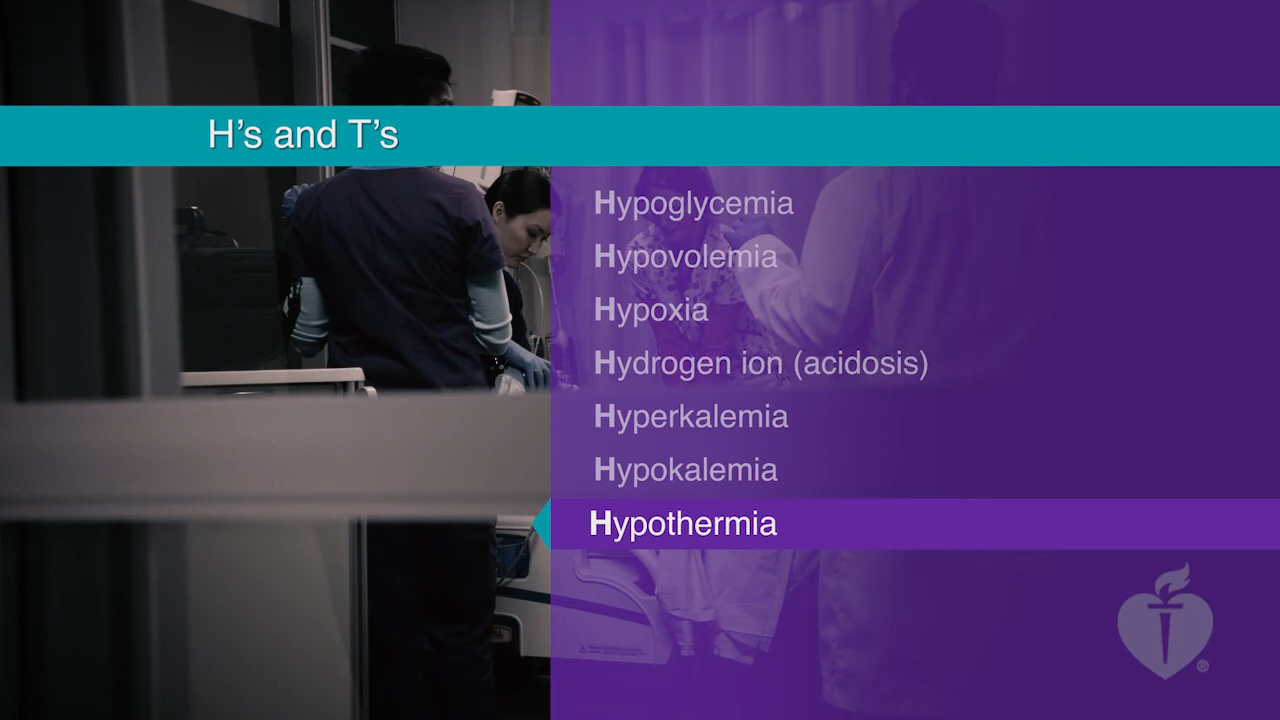 H’s and T’s
Hypoglycemia
Hypovolemia
Hypoxia
Hydrogen ion (acidosis)
Hyperkalemia
Hypokalemia
Hypothermia
®